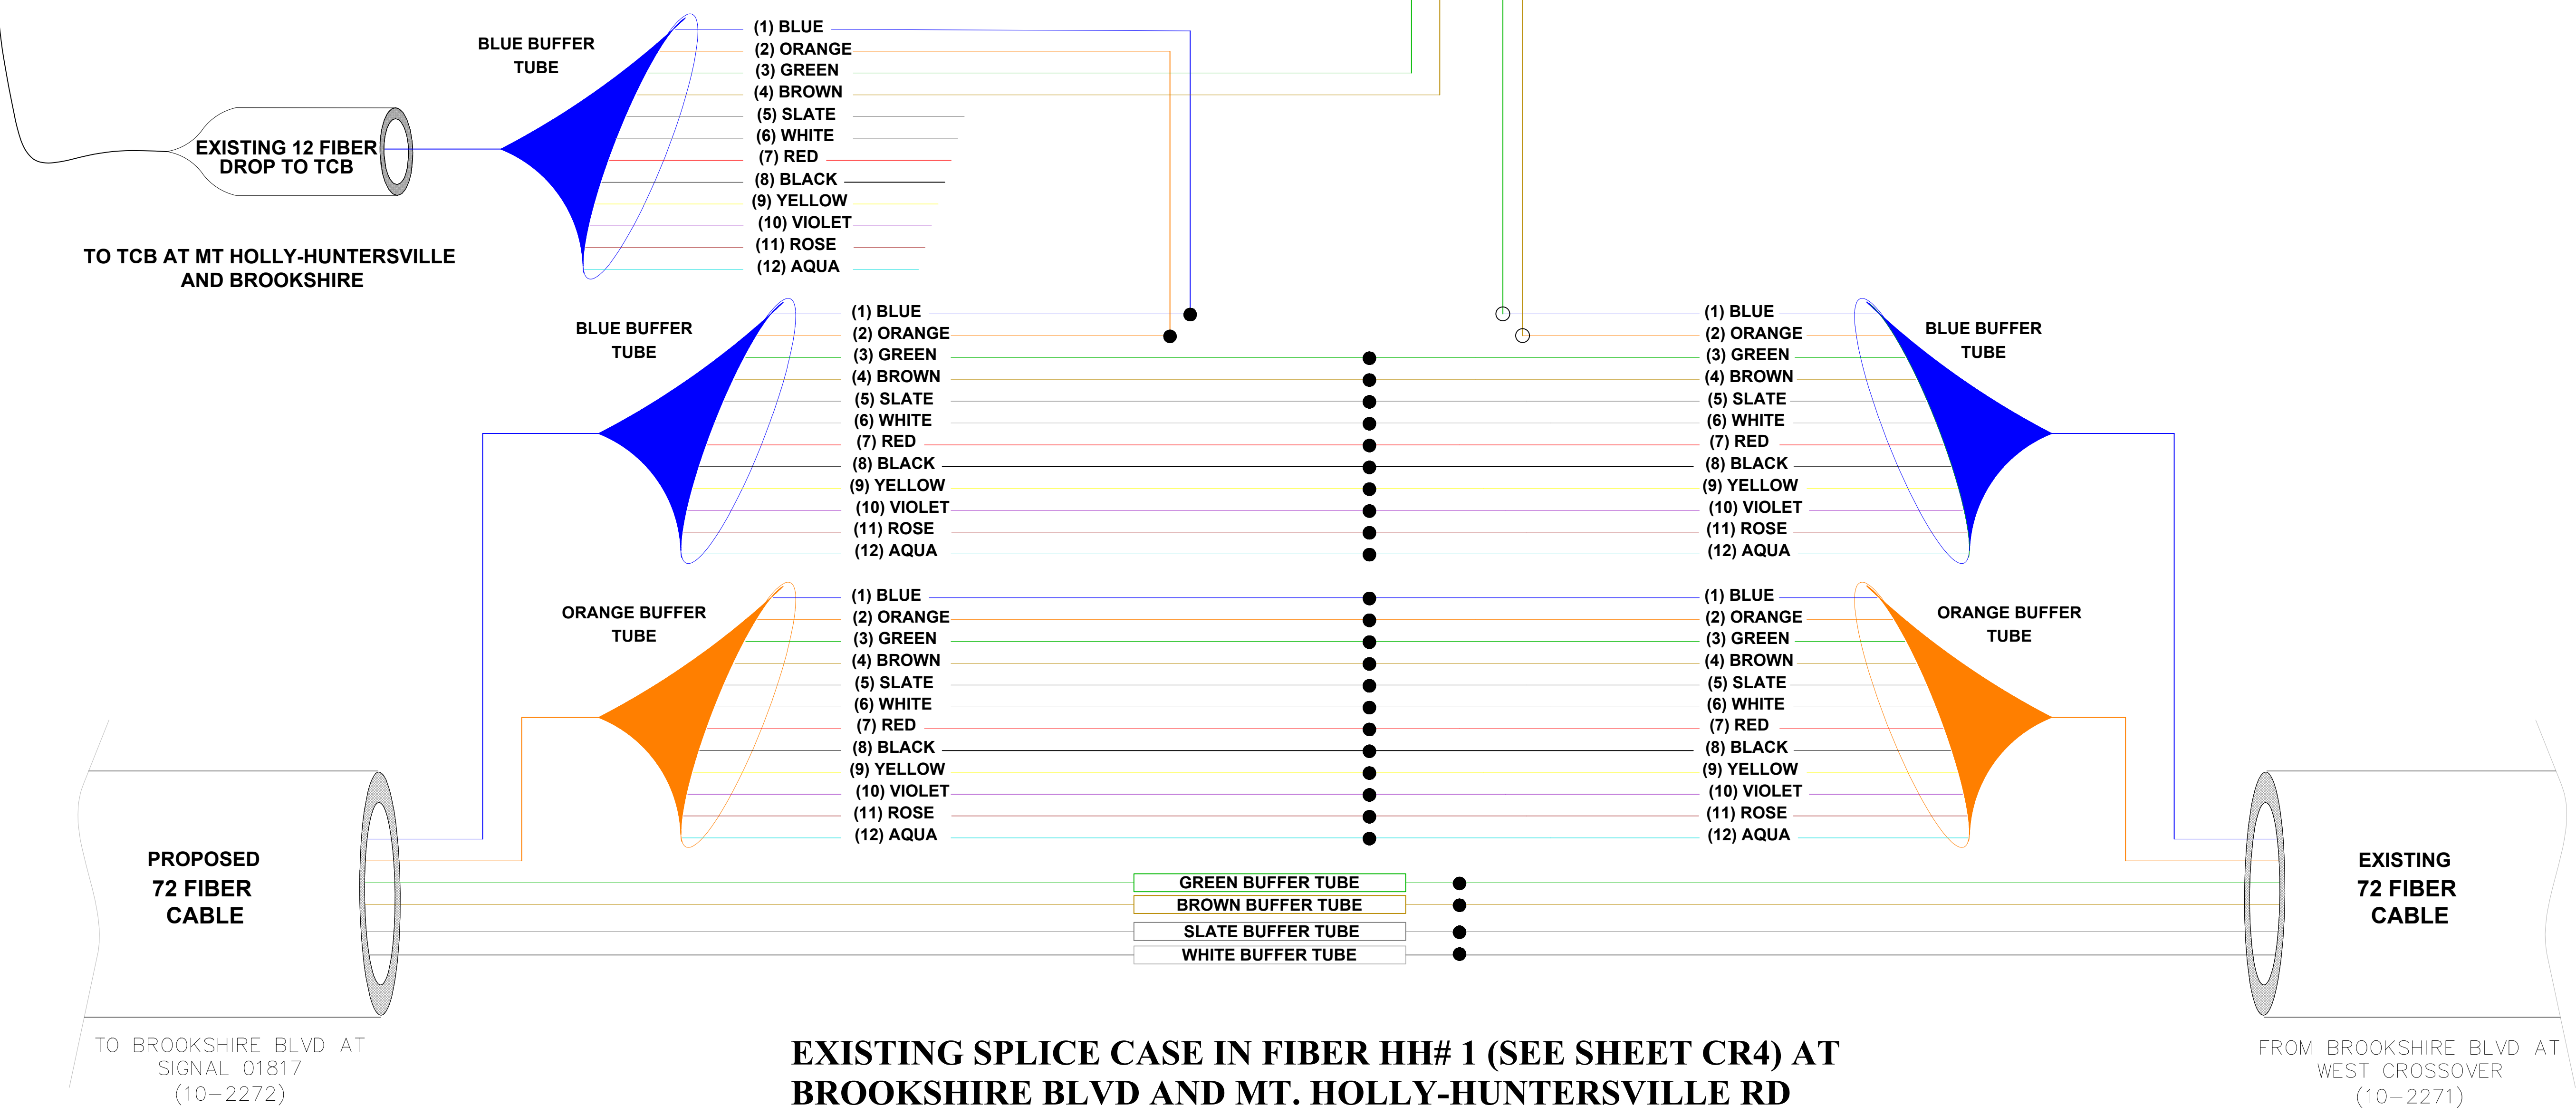 BLUE BUFFER
TUBE
(1) BLUE
(2) ORANGE
(3) GREEN
(4) BROWN
(5) SLATE
(6) WHITE
(7) RED
(8) BLACK
(9) YELLOW
(10) VIOLET
(11) ROSE
(12) AQUA
EXISTING 12 FIBER
DROP TO TCB
TO TCB AT MT HOLLY-HUNTERSVILLE
AND BROOKSHIRE
BLUE BUFFER
TUBE
(1) BLUE
(2) ORANGE
(3) GREEN
(4) BROWN
(5) SLATE
(6) WHITE
(7) RED
(8) BLACK
(9) YELLOW
(10) VIOLET
(11) ROSE
(12) AQUA
(1) BLUE
(2) ORANGE
(3) GREEN
(4) BROWN
(5) SLATE
(6) WHITE
(7) RED
(8) BLACK
(9) YELLOW
(10) VIOLET
(11) ROSE
(12) AQUA
BLUE BUFFER
TUBE
ORANGE BUFFER
TUBE
(1) BLUE
(2) ORANGE
(3) GREEN
(4) BROWN
(5) SLATE
(6) WHITE
(7) RED
(8) BLACK
(9) YELLOW
(10) VIOLET
(11) ROSE
(12) AQUA
(1) BLUE
(2) ORANGE
(3) GREEN
(4) BROWN
(5) SLATE
(6) WHITE
(7) RED
(8) BLACK
(9) YELLOW
(10) VIOLET
(11) ROSE
(12) AQUA
ORANGE BUFFER
TUBE
PROPOSED
72 FIBER
CABLE
GREEN BUFFER TUBE
BROWN BUFFER TUBE
SLATE BUFFER TUBE
WHITE BUFFER TUBE
EXISTING
72 FIBER
CABLE
TO BROOKSHIRE BLVD AT
SIGNAL 01817
(10-2272)
EXISTING SPLICE CASE IN FIBER HH# 1 (SEE SHEET CR4) AT
BROOKSHIRE BLVD AND MT. HOLLY-HUNTERSVILLE RD
FROM BROOKSHIRE BLVD AT
WEST CROSSOVER
(10-2271)